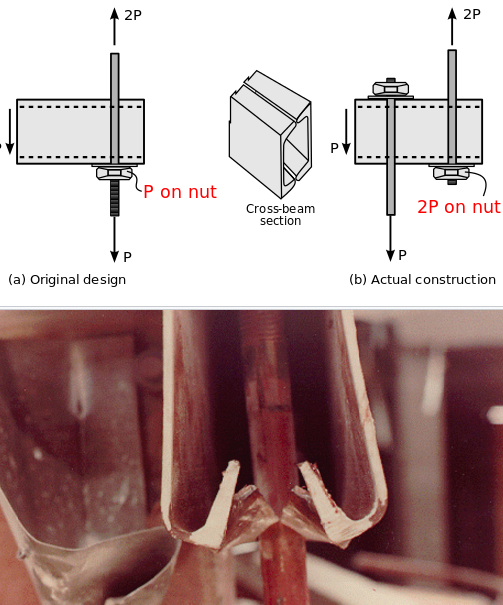 2P
P
P on nut
P
(a) Original design
Cross-beam
section
2P
P
2P on nut
P
(b) Actual construction